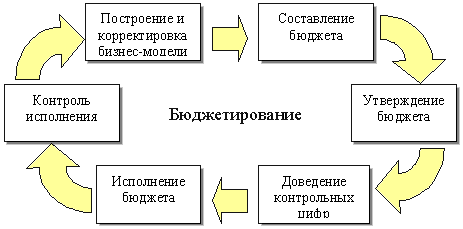 Построение и
корректировка
бизнес-модели
Составление
бюджета
Утверждение
бюджета
Доведение
контрольных
цифр
Исполнение
бюджета
Контроль
исполнения
Бюджетирование